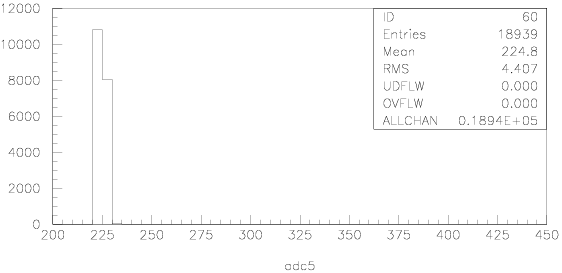 12000
10000
8000
6000
4000
2000
0
ID 60
Entries 18939
Mean 224.8
RMS 4.407
UDFLW 0.000
OVFLW 0.000
ALLCHAN 0.1894E+05
200 225 250 275 300 325 350 375 400 425 450
adc5